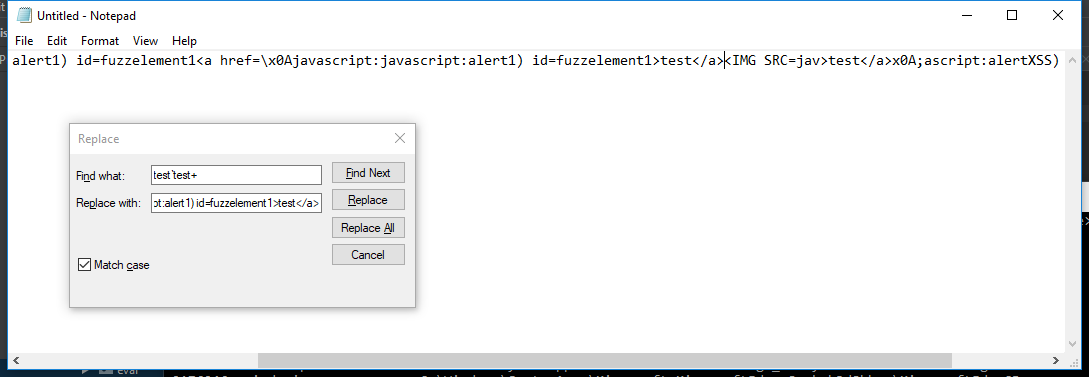 Untitled - Notepad
File Edit Format View Help
alert1) id=fuzzelement1<a href=\x0Ajavascript:javascript:alert1) id=fuzzelement1>test</a><IMG SRC=jav>test</a>x0A;ascript:alertXSS)
Replace
Find what: test`test+ Find Next
Replace with: pt:alert1) id=fuzzelement1>test</a> Replace
Replace All
Cancel
Match case
eval